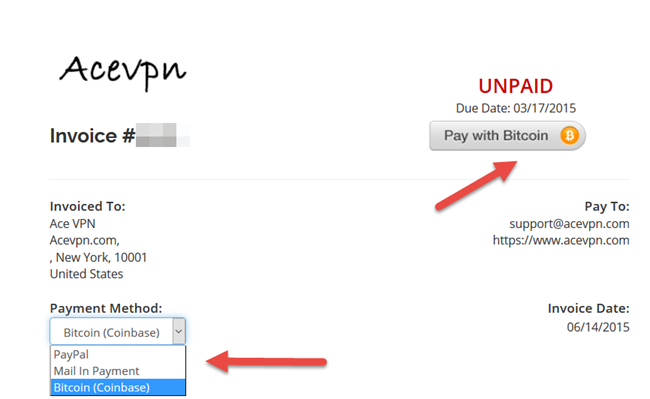 Acevpn
UNPAID
Due Date: 03/17/2015
Pay with Bitcoin
Invoice #
Invoiced To:
Ace VPN
Acevpn.com,
, New York, 10001
United States
Pay To:
support@acevpn.com
https://www.acevpn.com
Payment Method:
Bitcoin (Coinbase)
PayPal
Mail In Payment
Bitcoin (Coinbase)
Invoice Date:
06/14/2015